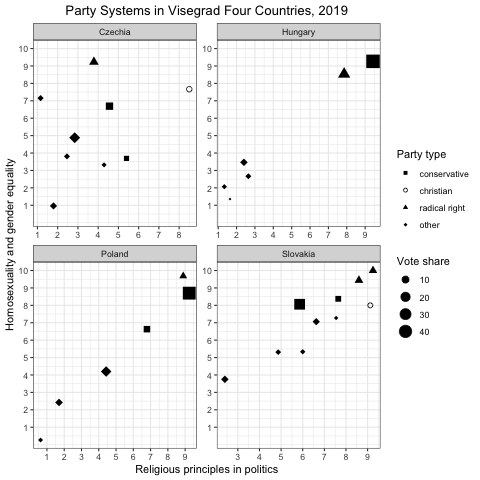 Party Systems in Visegrad Four Countries, 2019
Czechia
Hungary
10
9
8
7
6
5
4
3
2
1
1 2 3 4 5 6 7 8
10
9
8
7
6
5
4
3
2
1
1 2 3 4 5 6 7 8 9
Homosexuality and gender equality
Poland
Slovakia
10
9
8
7
6
5
4
3
2
1
1 2 3 4 5 6 7 8 9
10
9
8
7
6
5
4
3
2
1
3 4 5 6 7 8 9
Religious principles in politics
Party type
conservative
christian
radical right
other
Vote share
10
20
30
40